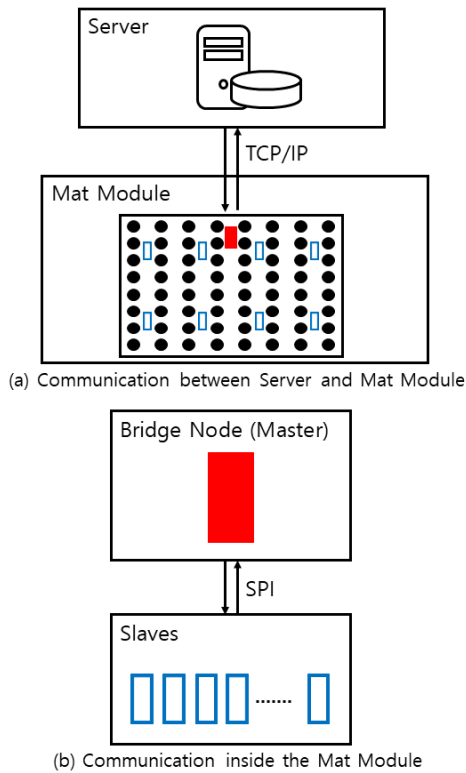 Server
TCP/IP
Mat Module
(a) Communication between Server and Mat Module
Bridge Node (Master)
SPI
Slaves
.......
(b) Communication inside the Mat Module